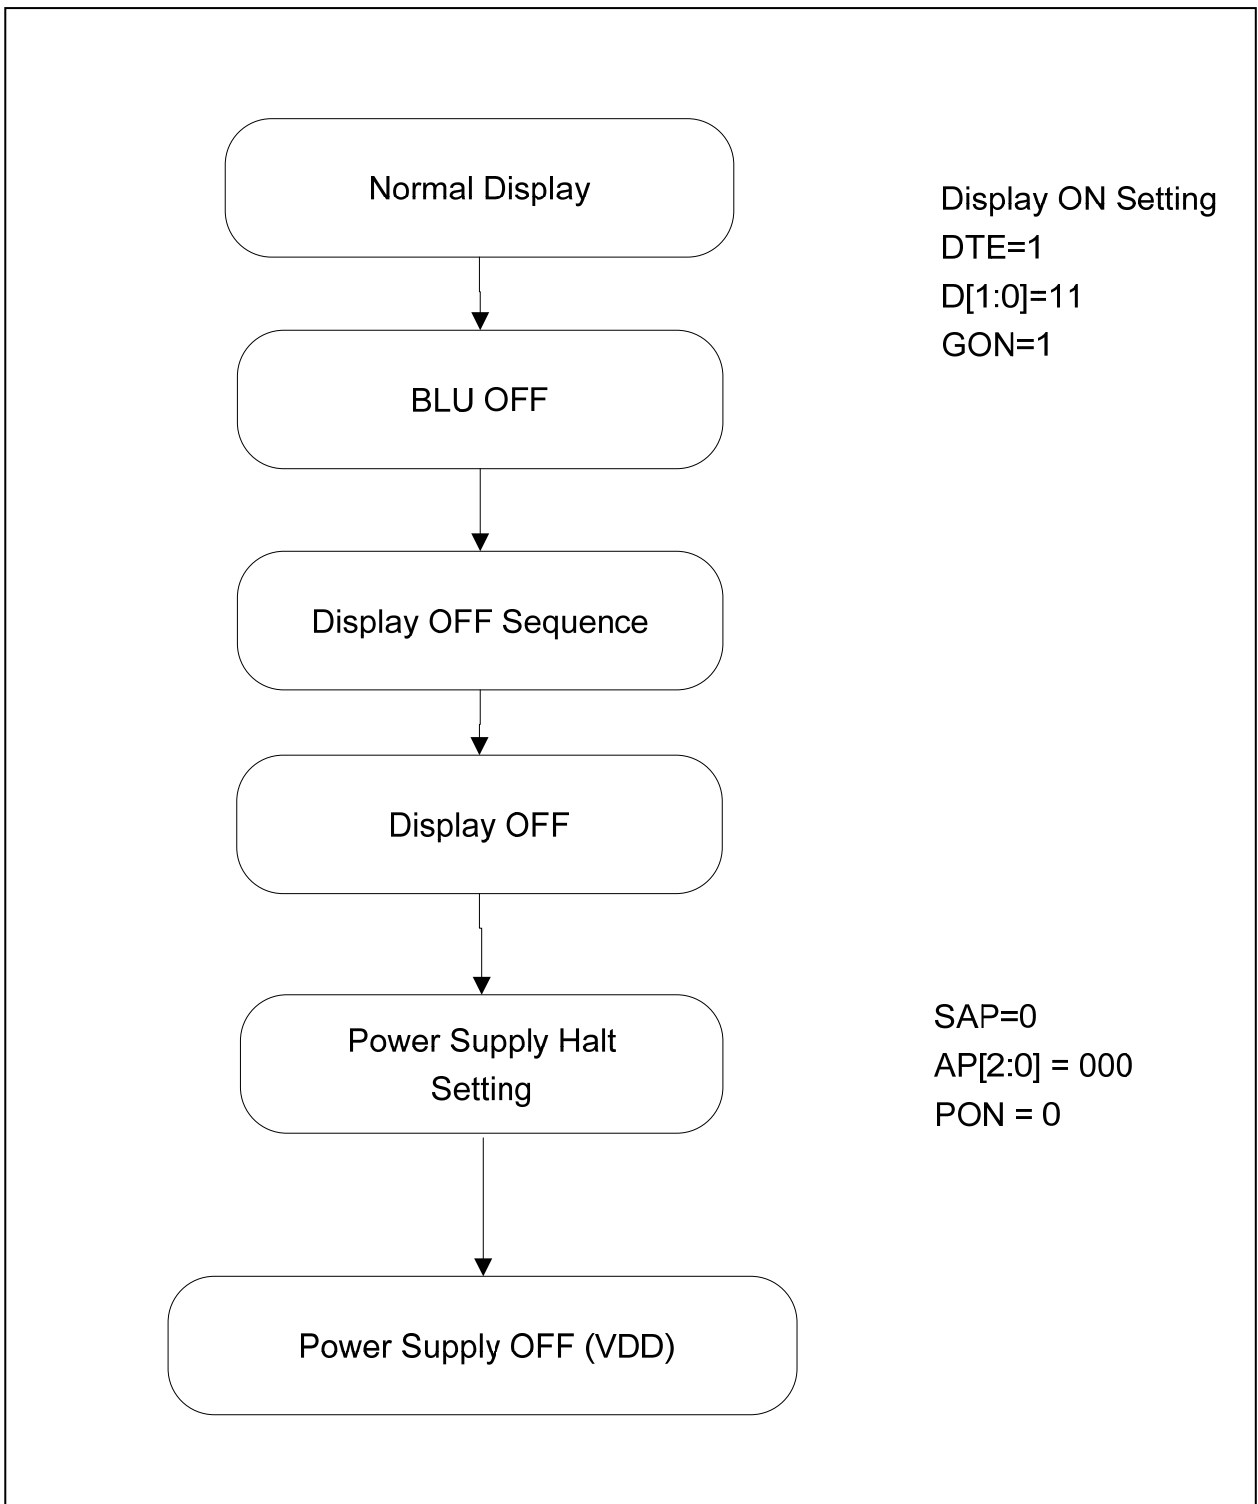 Normal Display
Display ON Setting
DTE=1
D[1:0]=11
GON=1
BLU OFF
Display OFF Sequence
Display OFF
Power Supply Halt
Setting
SAP=0
AP[2:0] = 000
PON = 0
Power Supply OFF (VDD)